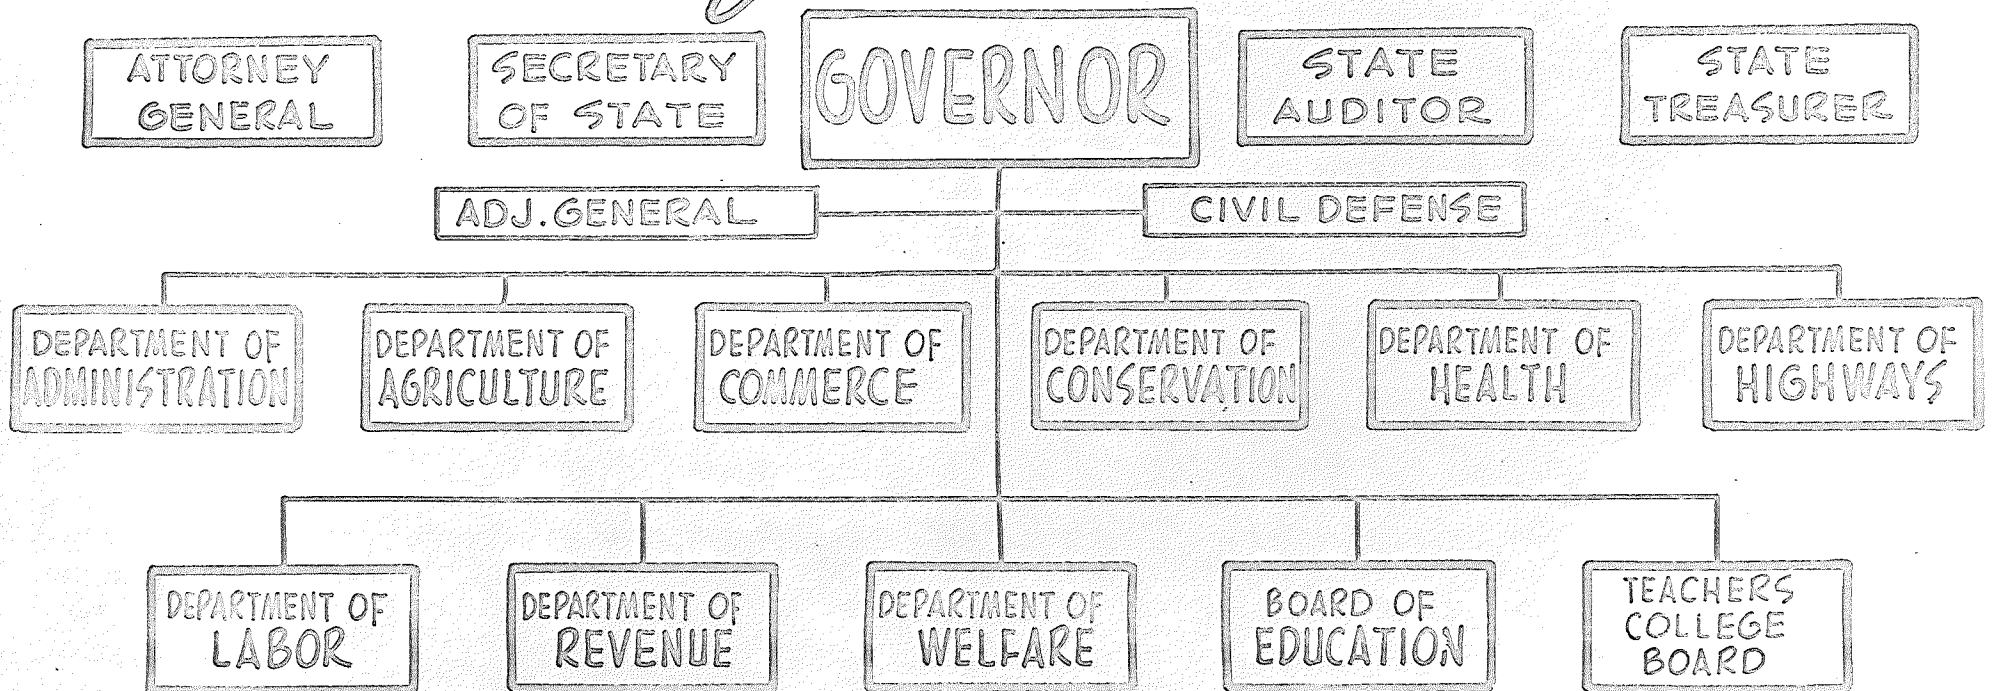 ATTORNEY
GENERAL
SECRETARY
OF STATE
GOVERNOR
STATE
AUDITOR
STATE
TREASURER
ADJ. GENERAL
CIVIL DEFENSE
DEPARTMENT OF
ADMINISTRATION
DEPARTMENT OF
AGRICULTURE
DEPARTMENT OF
COMMERCE
DEPARTMENT OF
CONSERVATION
DEPARTMENT OF
HEALTH
DEPARTMENT OF
HIGHWAYS
DEPARTMENT OF
LABOR
DEPARTMENT OF
REVENUE
DEPARTMENT OF
WELFARE
BOARD OF
EDUCATION
TEACHERS
COLLEGE
BOARD